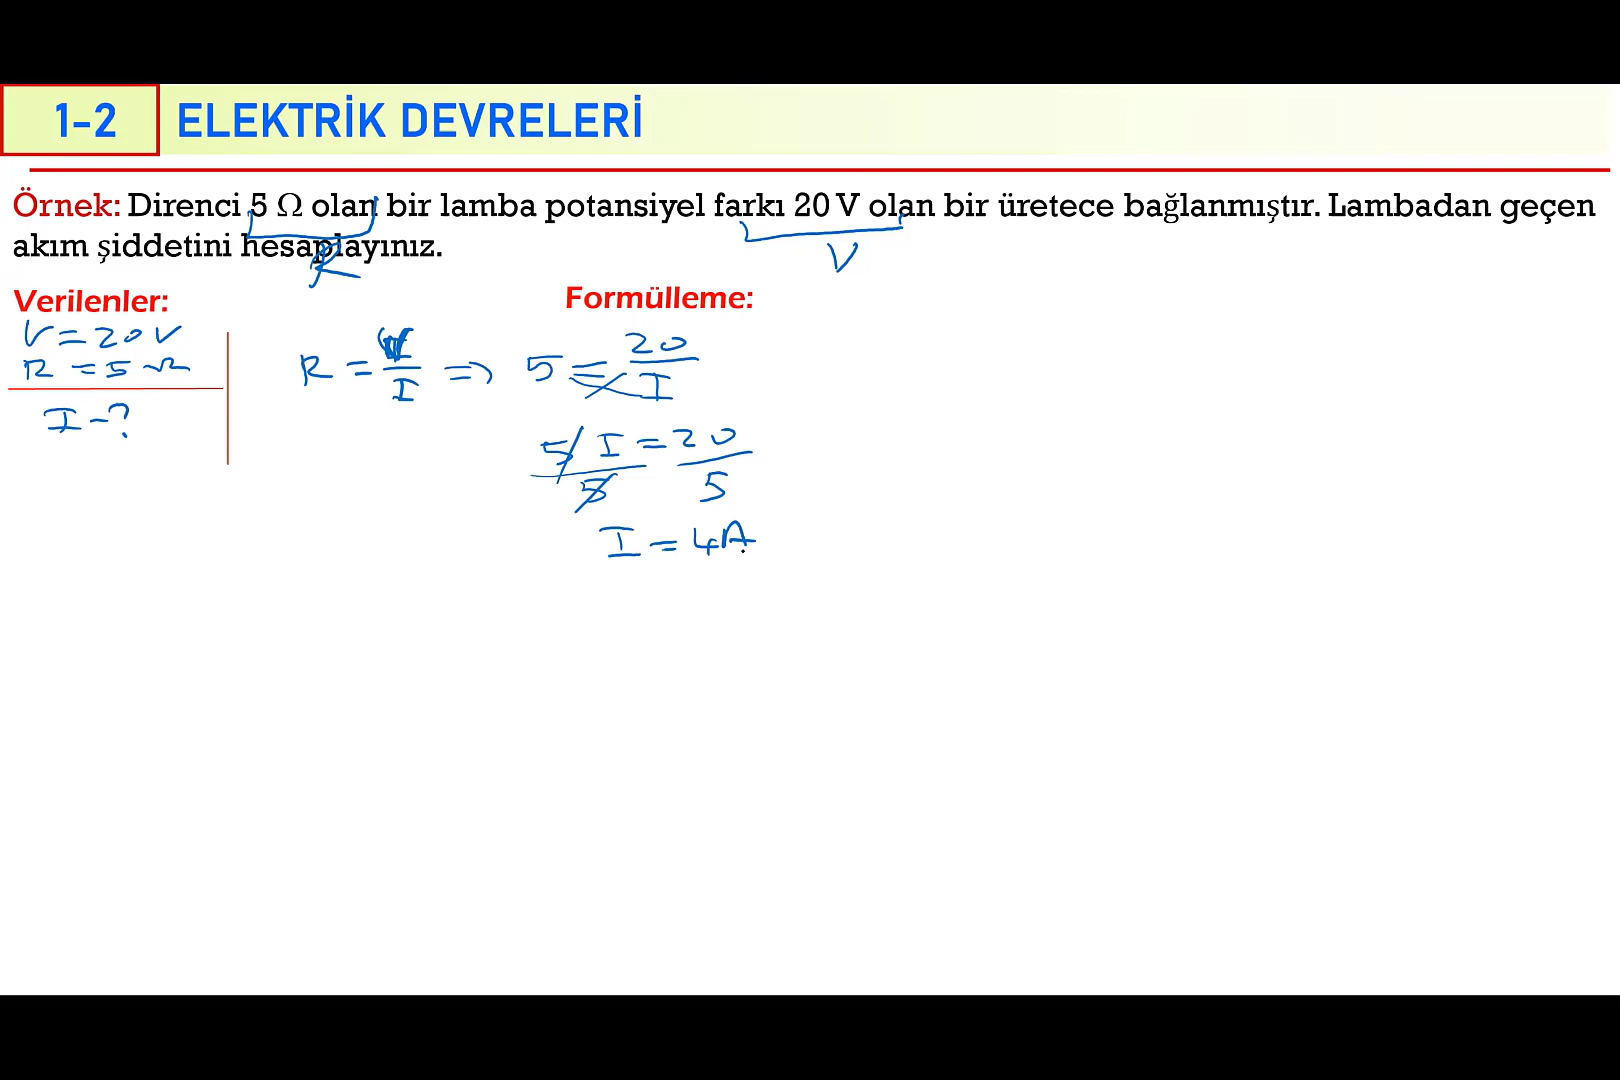 1-2 ELEKTRİK DEVRELERİ
Örnek: Direnci 5 Ω olan bir lamba potansiyel farkı 20 V olan bir üretece bağlanmıştır. Lambadan geçen
akım şiddetini hesaplayınız.
R V
Verilenler: Formülleme:
V = 20 V
R = 5 Ω
I - ?
R = V/I ⇒ 5 = 20/I
5 I / 5 = 20/5
I = 4A